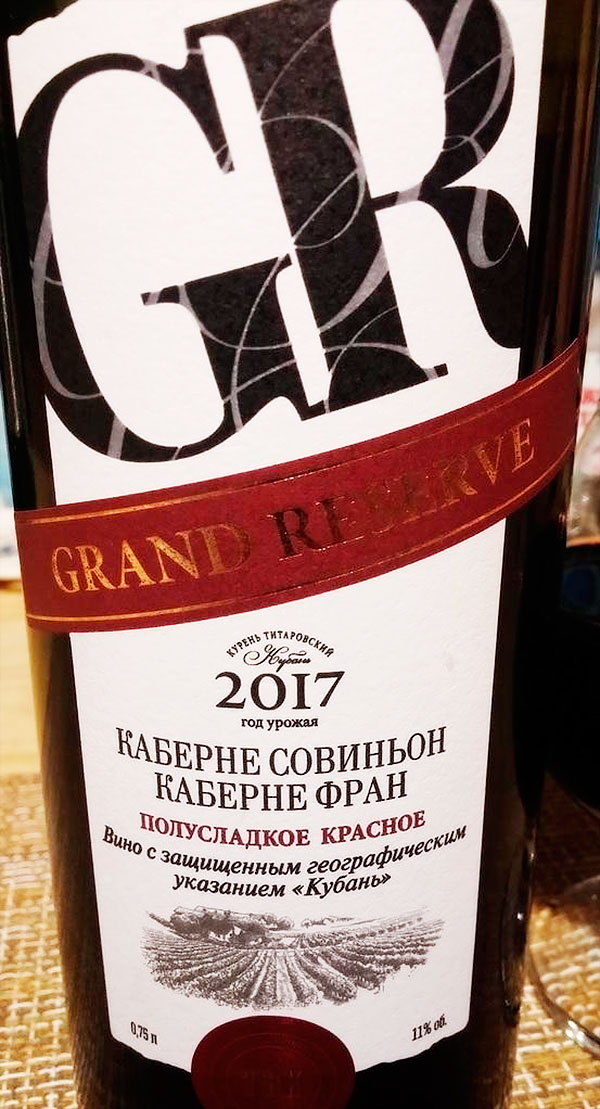 GR
GRAND RESERVE
КУРЕНЬ ТИТАРОВСКИЙ
Кубань
2017
год урожая
КАБЕРНЕ СОВИНЬОН
КАБЕРНЕ ФРАН
ПОЛУСЛАДКОЕ КРАСНОЕ
Вино с защищенным географическим
указанием «Кубань»
0,75 л
11% об.